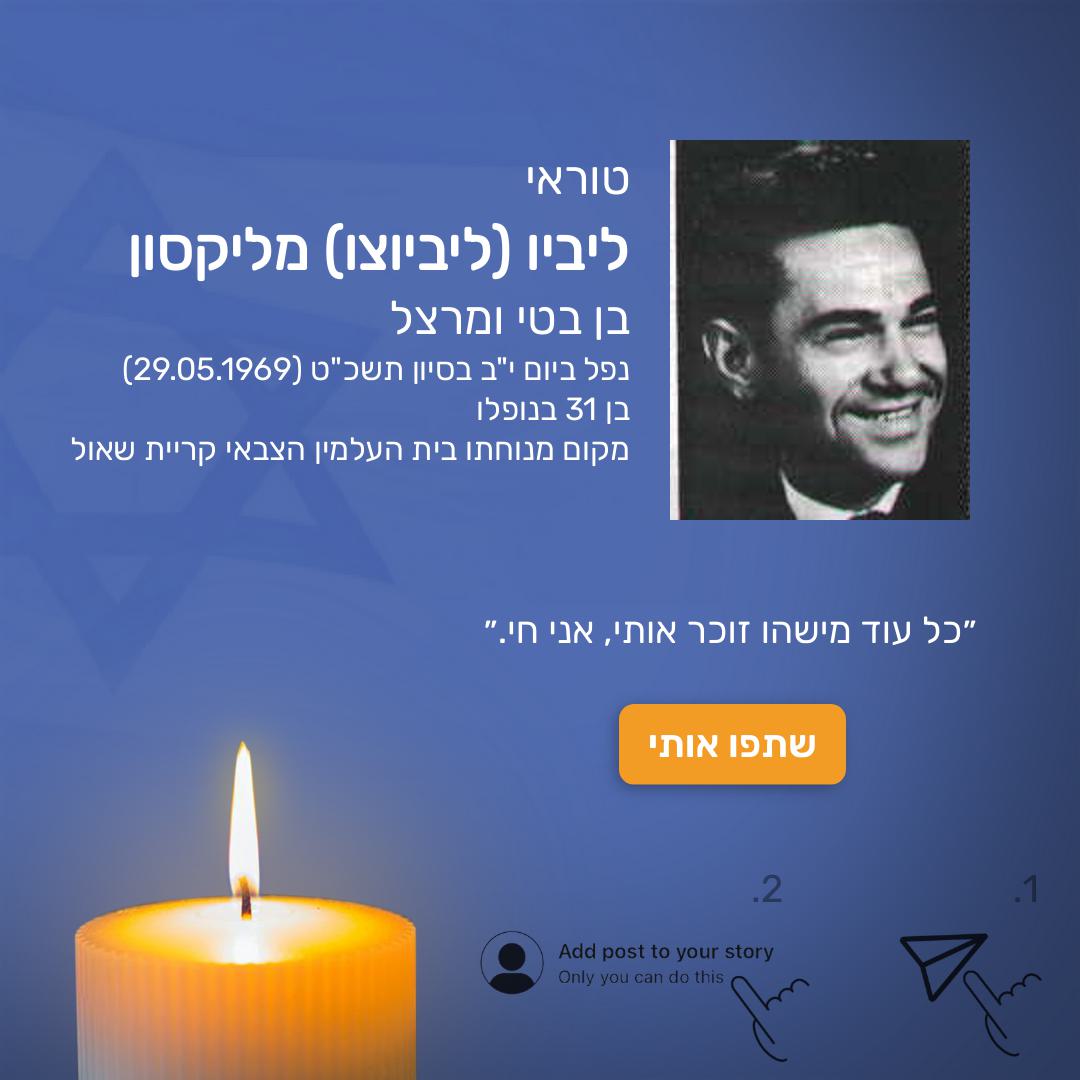 טוראי
ליביו (ליביוצו) מליקסון
בן בטי ומרצל
נפל ביום י"ב בסיון תשכ"ט (29.05.1969)
בן 31 בנופלו
מקום מנוחתו בית העלמין הצבאי קריית שאול
״כל עוד מישהו זוכר אותי, אני חי.״
שתפו אותי
1.
2.
Add post to your story
Only you can do this